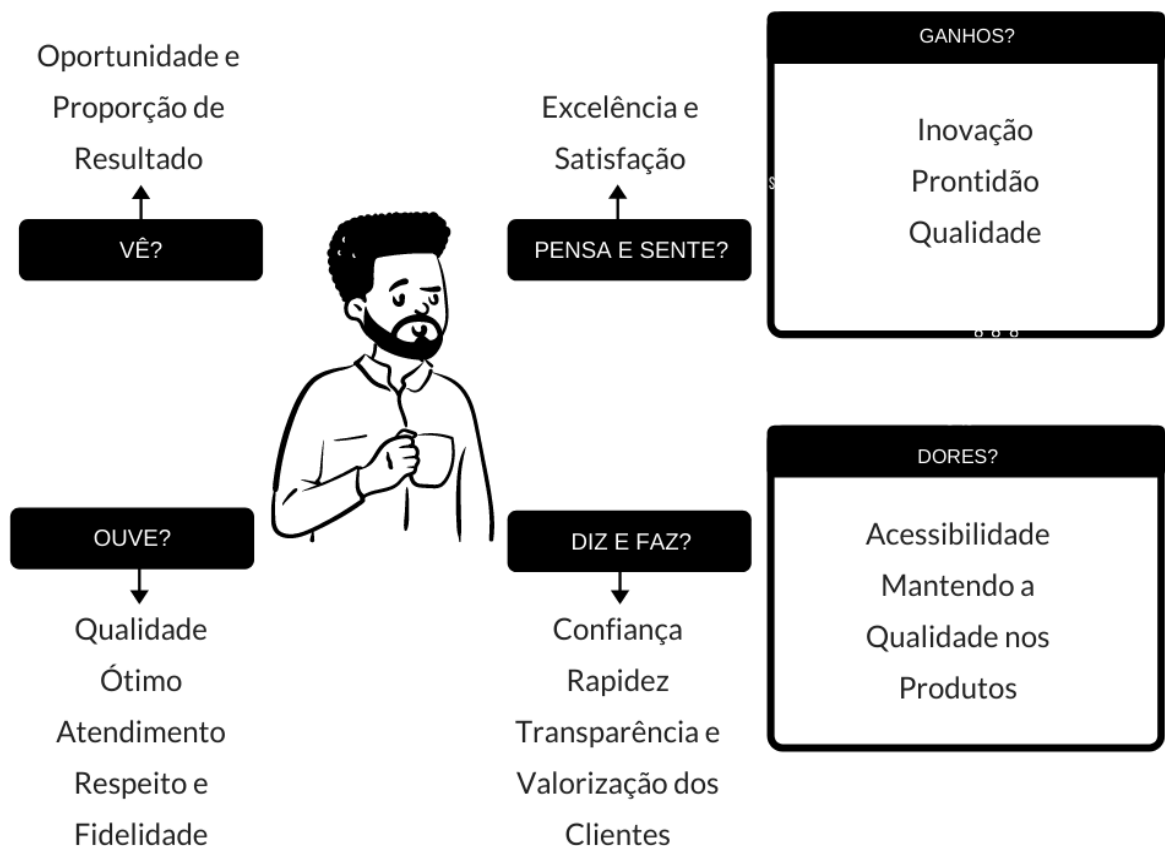 Oportunidade e
Proporção de
Resultado
VÊ?
Excelência e
Satisfação
PENSA E SENTE?
GANHOS?
Inovação
Prontidão
Qualidade
OUVE?
Qualidade
Ótimo
Atendimento
Respeito e
Fidelidade
DIZ E FAZ?
Confiança
Rapidez
Transparência e
Valorização dos
Clientes
DORES?
Acessibilidade
Mantendo a
Qualidade nos
Produtos